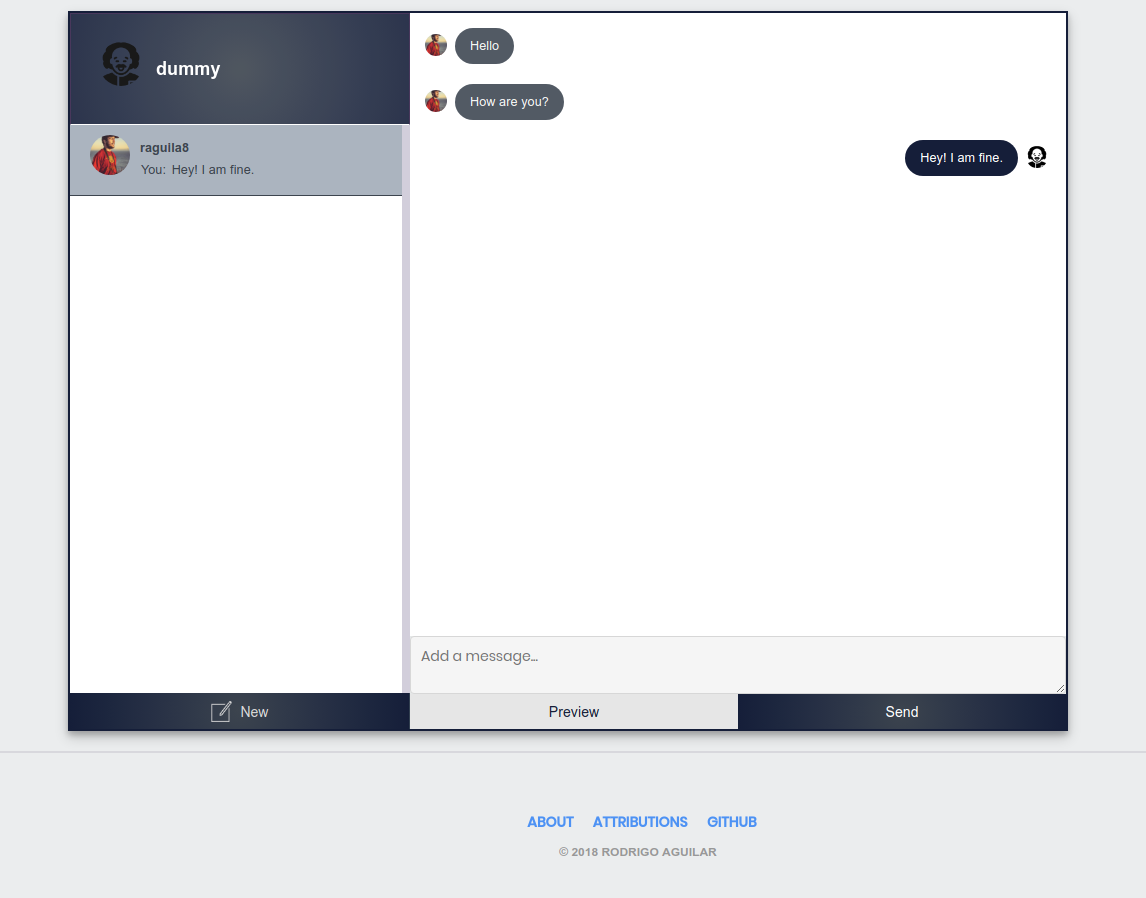 dummy
raguila8
You: Hey! I am fine.
New
Hello
How are you?
Hey! I am fine.
Add a message...
Preview
Send
ABOUT ATTRIBUTIONS GITHUB
© 2018 RODRIGO AGUILAR